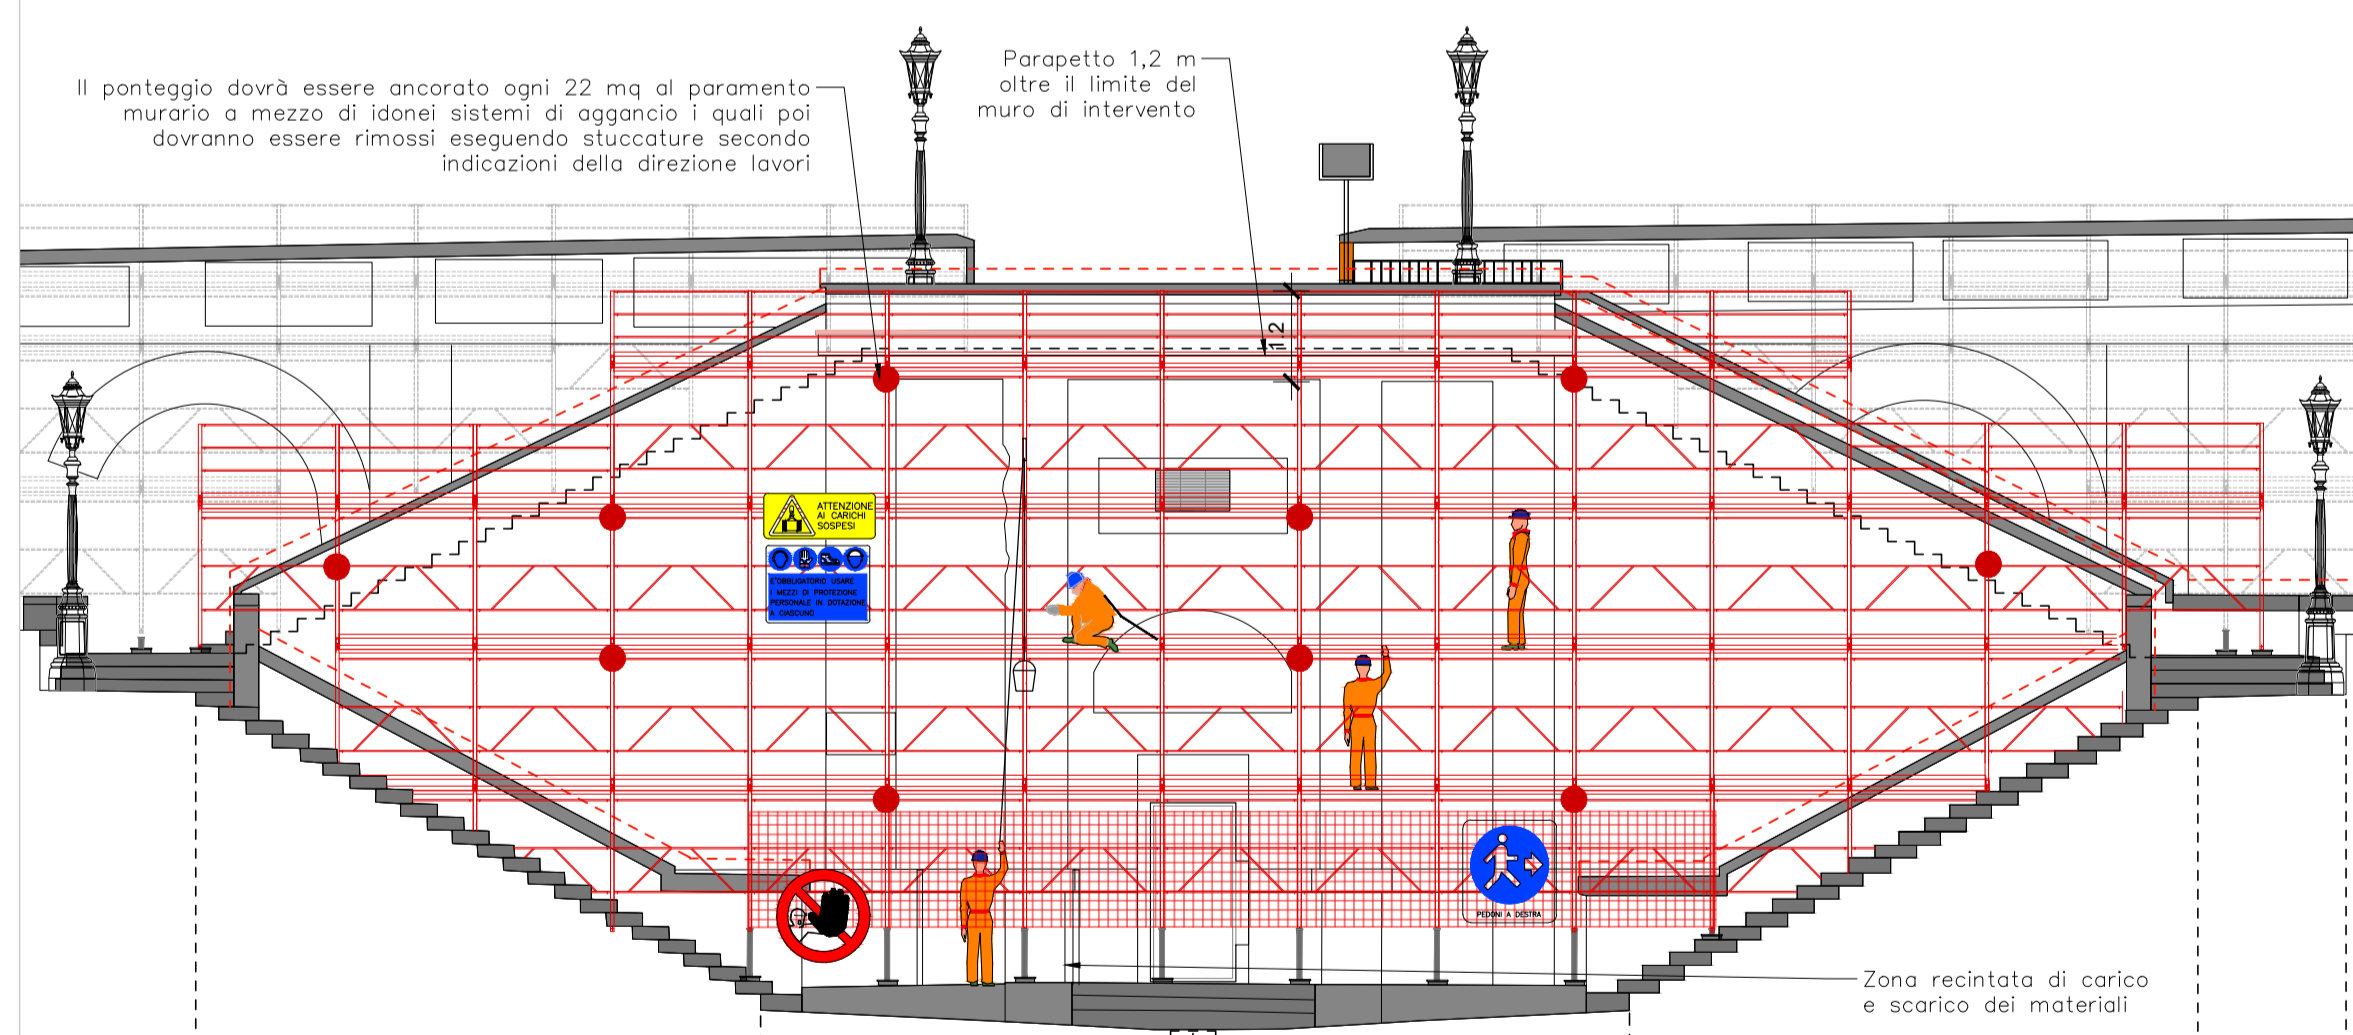 Il ponteggio dovrà essere ancorato ogni 22 mq al paramento
murario a mezzo di idonei sistemi di aggancio i quali poi
dovranno essere rimossi eseguendo stuccature secondo
indicazioni della direzione lavori
Parapetto 1,2 m
oltre il limite del
muro di intervento
1.2
ATTENZIONE
AI CARICHI
SOSPESI
E'OBBLIGATORIO USARE
I MEZZI DI PROTEZIONE
PERSONALE IN DOTAZIONE
A CIASCUNO
PEDONI A DESTRA
Zona recintata di carico
e scarico dei materiali